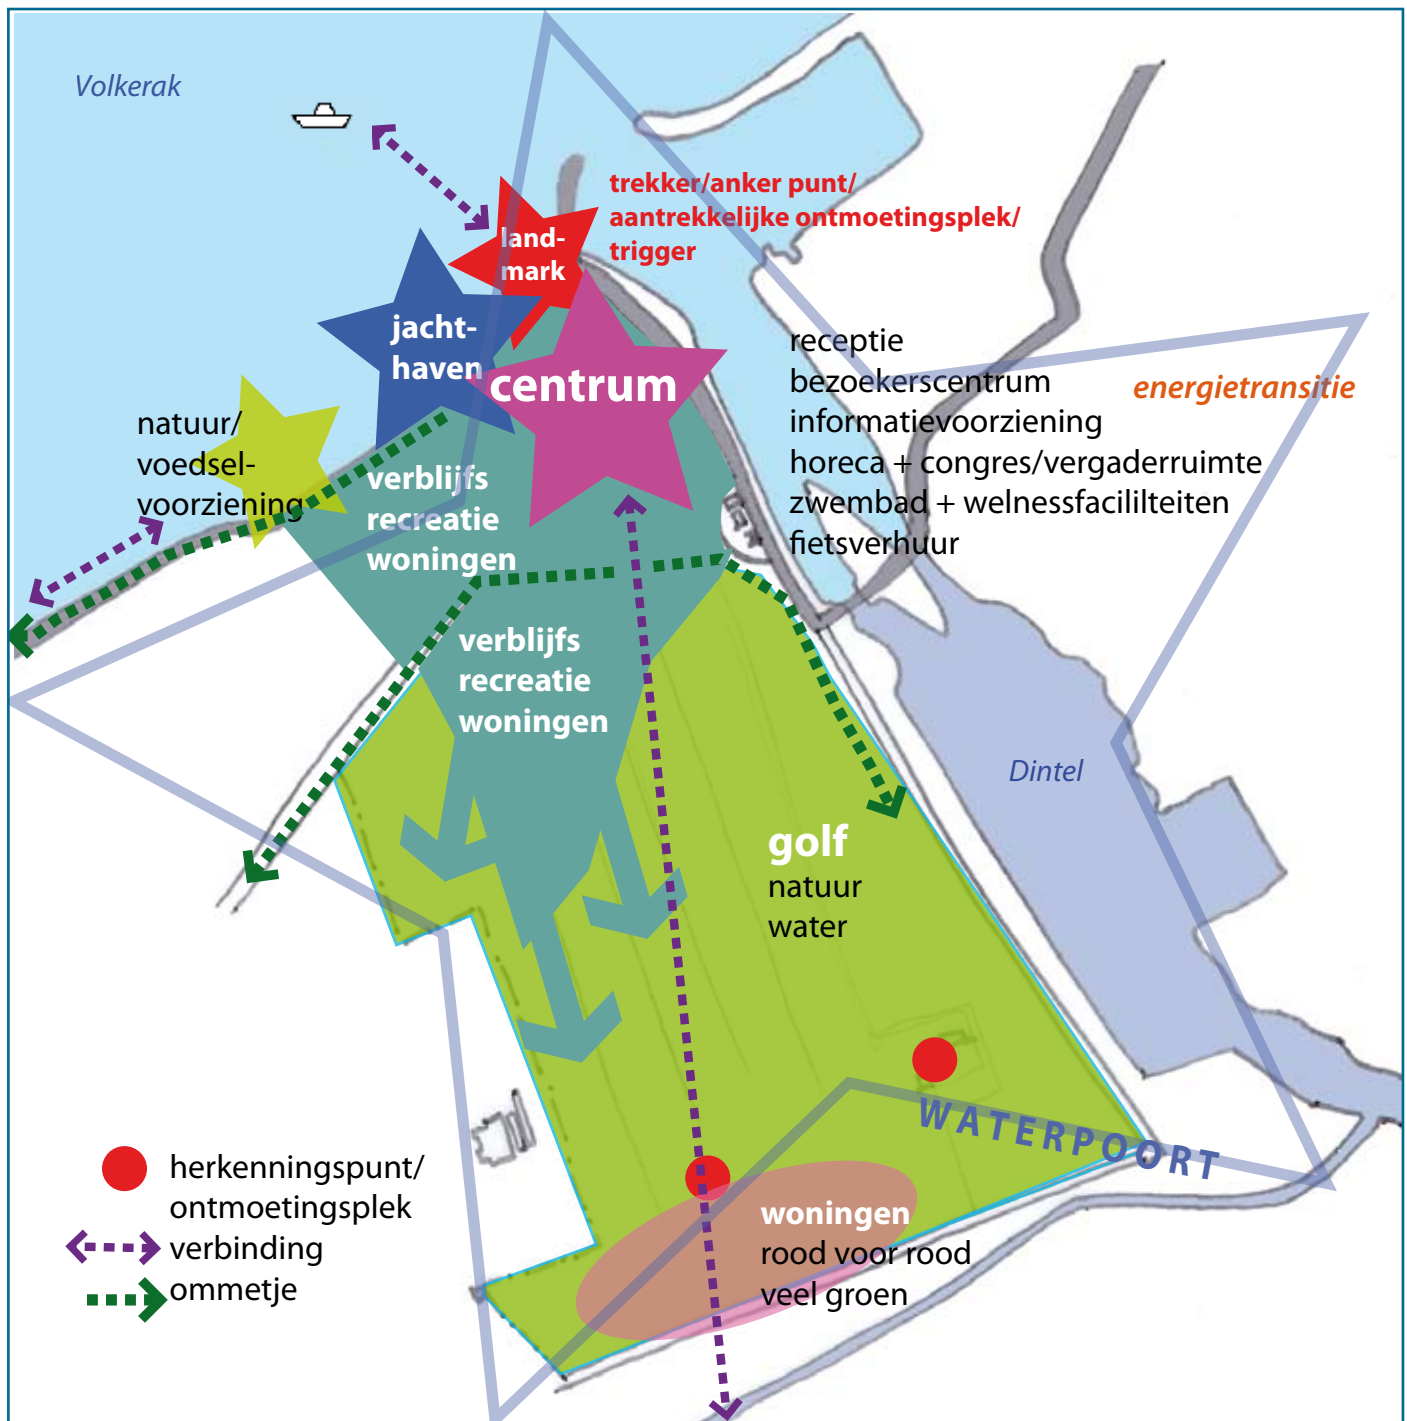 Volkerak
trekker/anker punt/
aantrekkelijke ontmoetingsplek/
trigger
land-
mark
jacht-
haven
centrum
receptie
bezoekerscentrum
informatievoorziening
horeca + congres/vergaderruimte
zwembad + welnessfacililteiten
fietsverhuur
energietransitie
natuur/
voedsel-
voorziening
verblijfs
recreatie
woningen
verblijfs
recreatie
woningen
Dintel
golf
natuur
water
WATERPOORT
herkenningspunt/
ontmoetingsplek
verbinding
ommetje
woningen
rood voor rood
veel groen